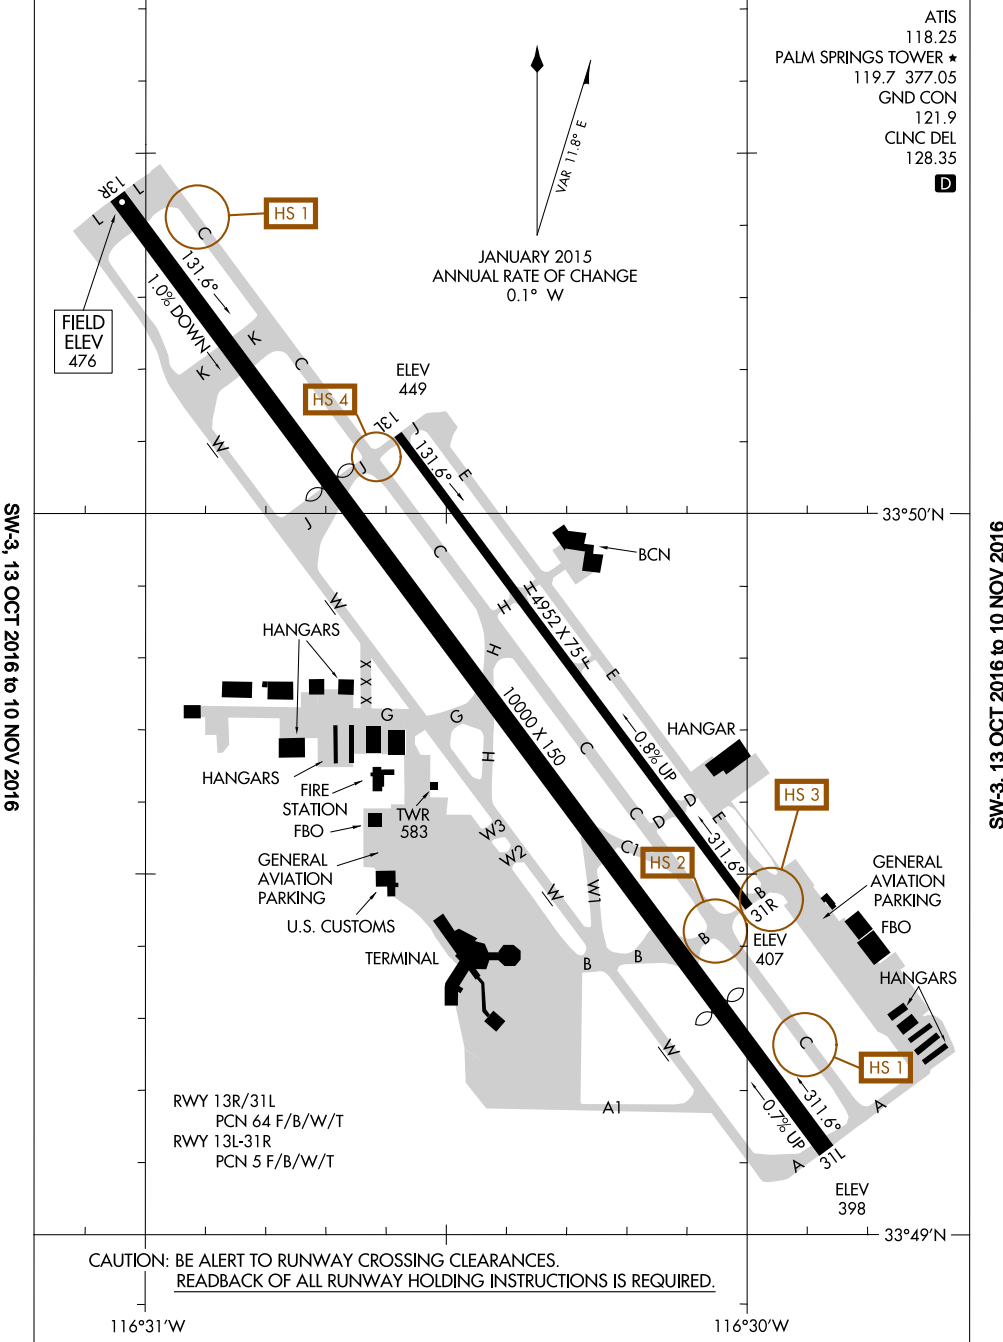 ATIS
118.25
PALM SPRINGS TOWER ★
119.7 377.05
GND CON
121.9
CLNC DEL
128.35
D
VAR 11.8° E
JANUARY 2015
ANNUAL RATE OF CHANGE
0.1° W
13R
L
L
HS 1
C
131.6°
1.0% DOWN
FIELD
ELEV
476
K
K
C
HS 4
ELEV
449
13L
J
131.6°
E
W
J
J
33°50'N
C
BCN
SW-3, 13 OCT 2016 to 10 NOV 2016
SW-3, 13 OCT 2016 to 10 NOV 2016
W
H
H
4952 X 75
F
E
HANGARS
H
X
X
X
G
G
10000 X 150
H
C
0.8% UP
HANGAR
HANGARS
FIRE
STATION
FBO
TWR
583
W3
W2
C
D
D
E
HS 3
C1
HS 2
311.6°
GENERAL
AVIATION
PARKING
U.S. CUSTOMS
W
W1
B
31R
GENERAL
AVIATION
PARKING
FBO
TERMINAL
B
B
B
ELEV
407
HANGARS
W
C
HS 1
RWY 13R/31L
PCN 64 F/B/W/T
RWY 13L-31R
PCN 5 F/B/W/T
A1
0.7% UP
311.6°
A
A
31L
ELEV
398
33°49'N
CAUTION: BE ALERT TO RUNWAY CROSSING CLEARANCES.
READBACK OF ALL RUNWAY HOLDING INSTRUCTIONS IS REQUIRED.
116°31'W
116°30'W